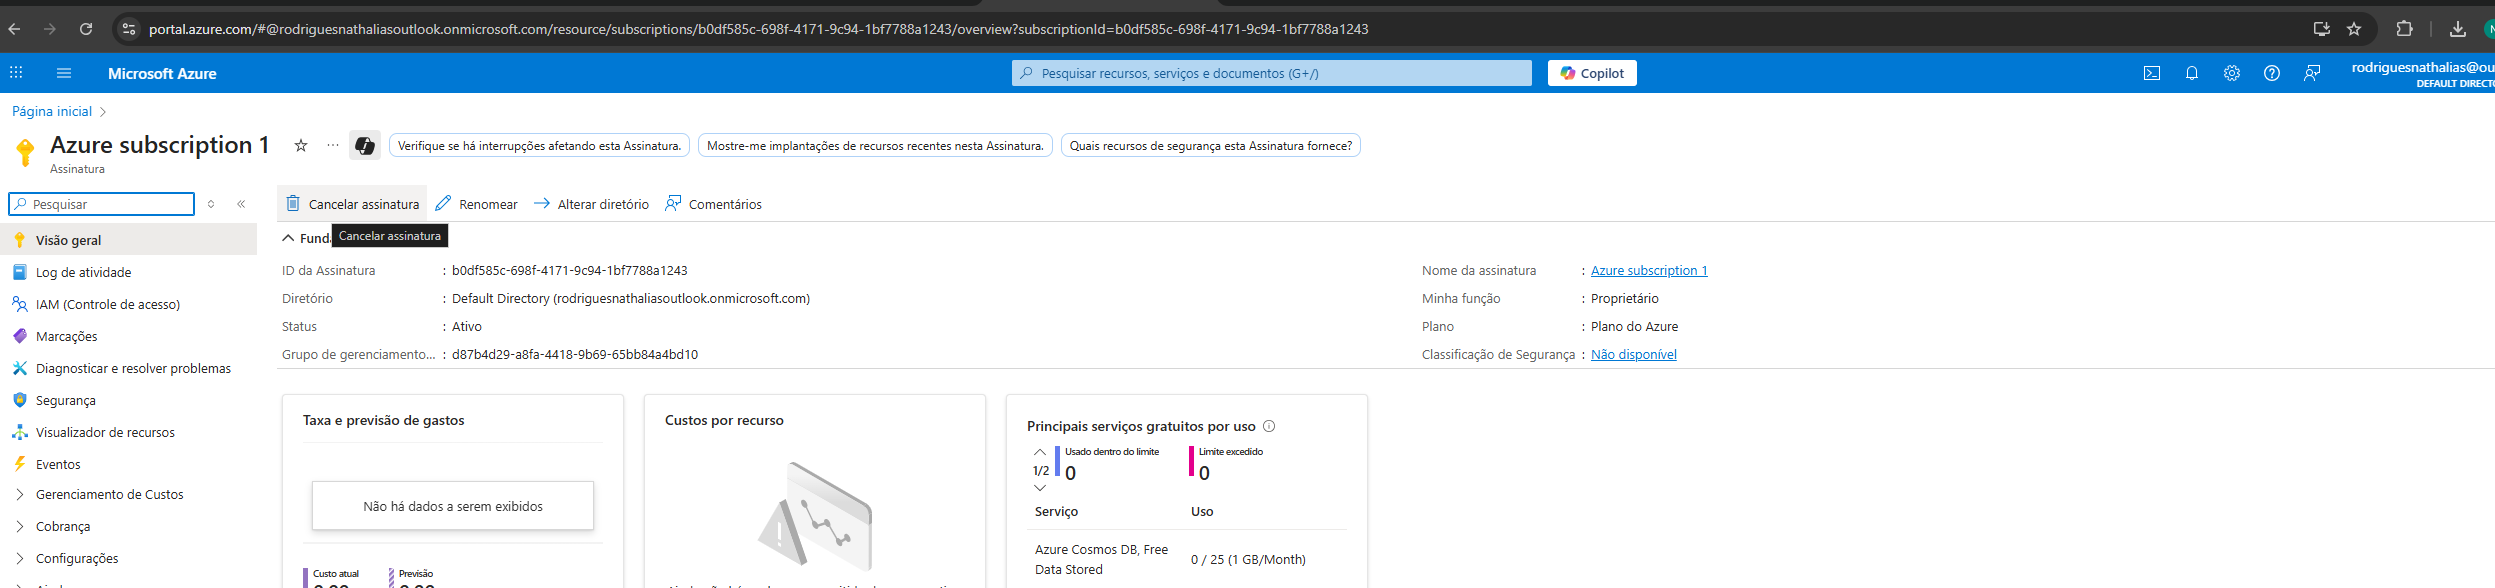 portal.azure.com/#@rodriguesnathaliasoutlook.onmicrosoft.com/resource/subscriptions/b0df585c-698f-4171-9c94-1bf7788a1243/overview?subscriptionId=b0df585c-698f-4171-9c94-1bf7788a1243
Microsoft Azure
Pesquisar recursos, serviços e documentos (G+/)
Copilot
rodriguesnathalias@ou
DEFAULT DIRECTO
Página inicial
Azure subscription 1
Assinatura
Verifique se há interrupções afetando esta Assinatura.
Mostre-me implantações de recursos recentes nesta Assinatura.
Quais recursos de segurança esta Assinatura fornece?
Pesquisar
Visão geral
Log de atividade
IAM (Controle de acesso)
Marcações
Diagnosticar e resolver problemas
Segurança
Visualizador de recursos
Eventos
Gerenciamento de Custos
Cobrança
Configurações
Cancelar assinatura
Renomear
Alterar diretório
Comentários
Cancelar assinatura
ID da Assinatura : b0df585c-698f-4171-9c94-1bf7788a1243
Diretório : Default Directory (rodriguesnathaliasoutlook.onmicrosoft.com)
Status : Ativo
Grupo de gerenciamento... : d87b4d29-a8fa-4418-9b69-65bb84a4bd10
Nome da assinatura : Azure subscription 1
Minha função : Proprietário
Plano : Plano do Azure
Classificação de Segurança : Não disponível
Taxa e previsão de gastos
Não há dados a serem exibidos
Custo atual
Previsão
Custos por recurso
Principais serviços gratuitos por uso
1/2
Usado dentro do limite
0
Limite excedido
0
Serviço Uso
Azure Cosmos DB, Free
Data Stored
0 / 25 (1 GB/Month)